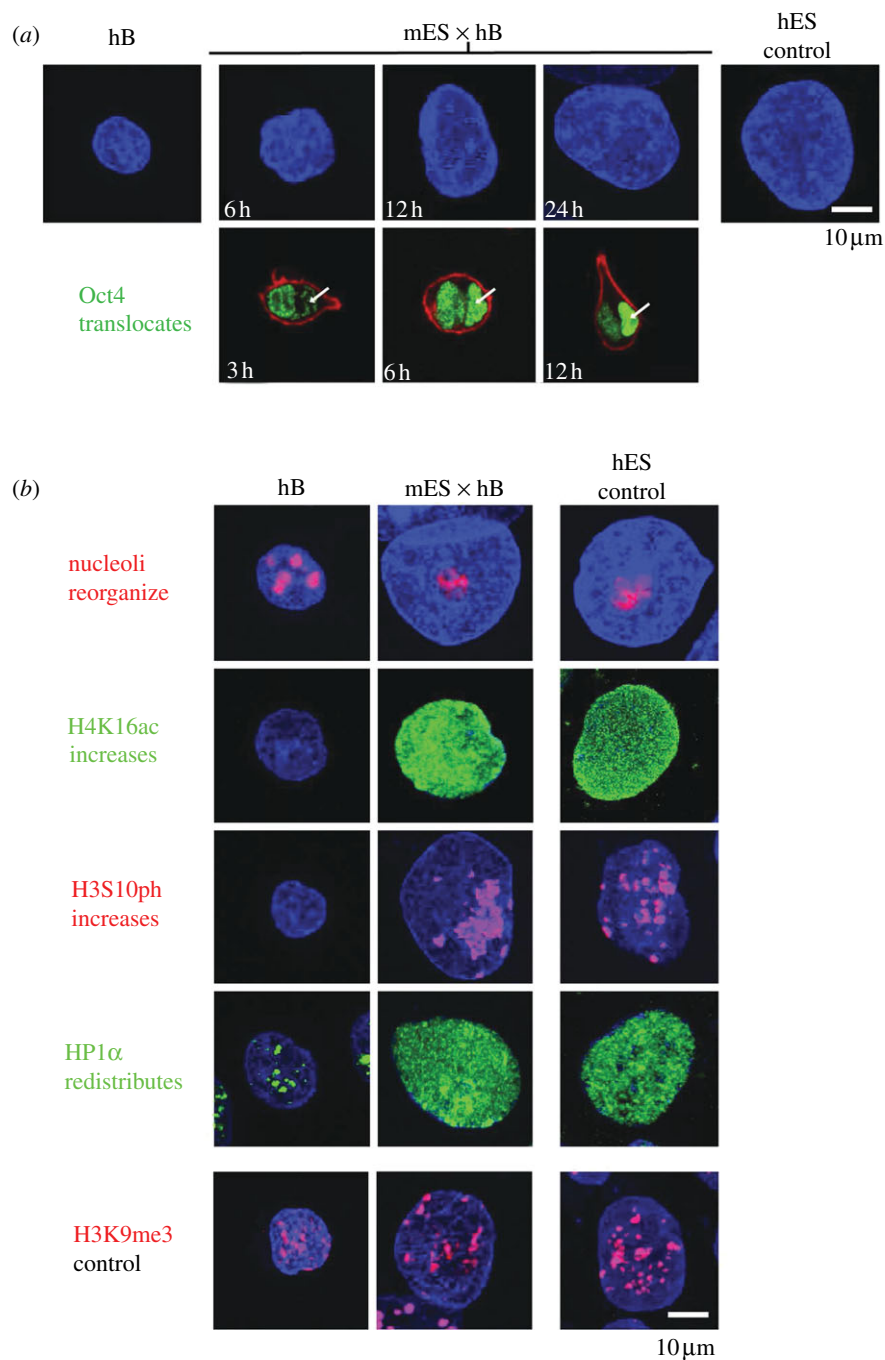 (a)
hB
mES × hB
hES
control
6 h
12 h
24 h
10 μm
Oct4
translocates
3 h
6 h
12 h
(b)
hB
mES × hB
hES
control
nucleoli
reorganize
H4K16ac
increases
H3S10ph
increases
HP1α
redistributes
H3K9me3
control
10 μm